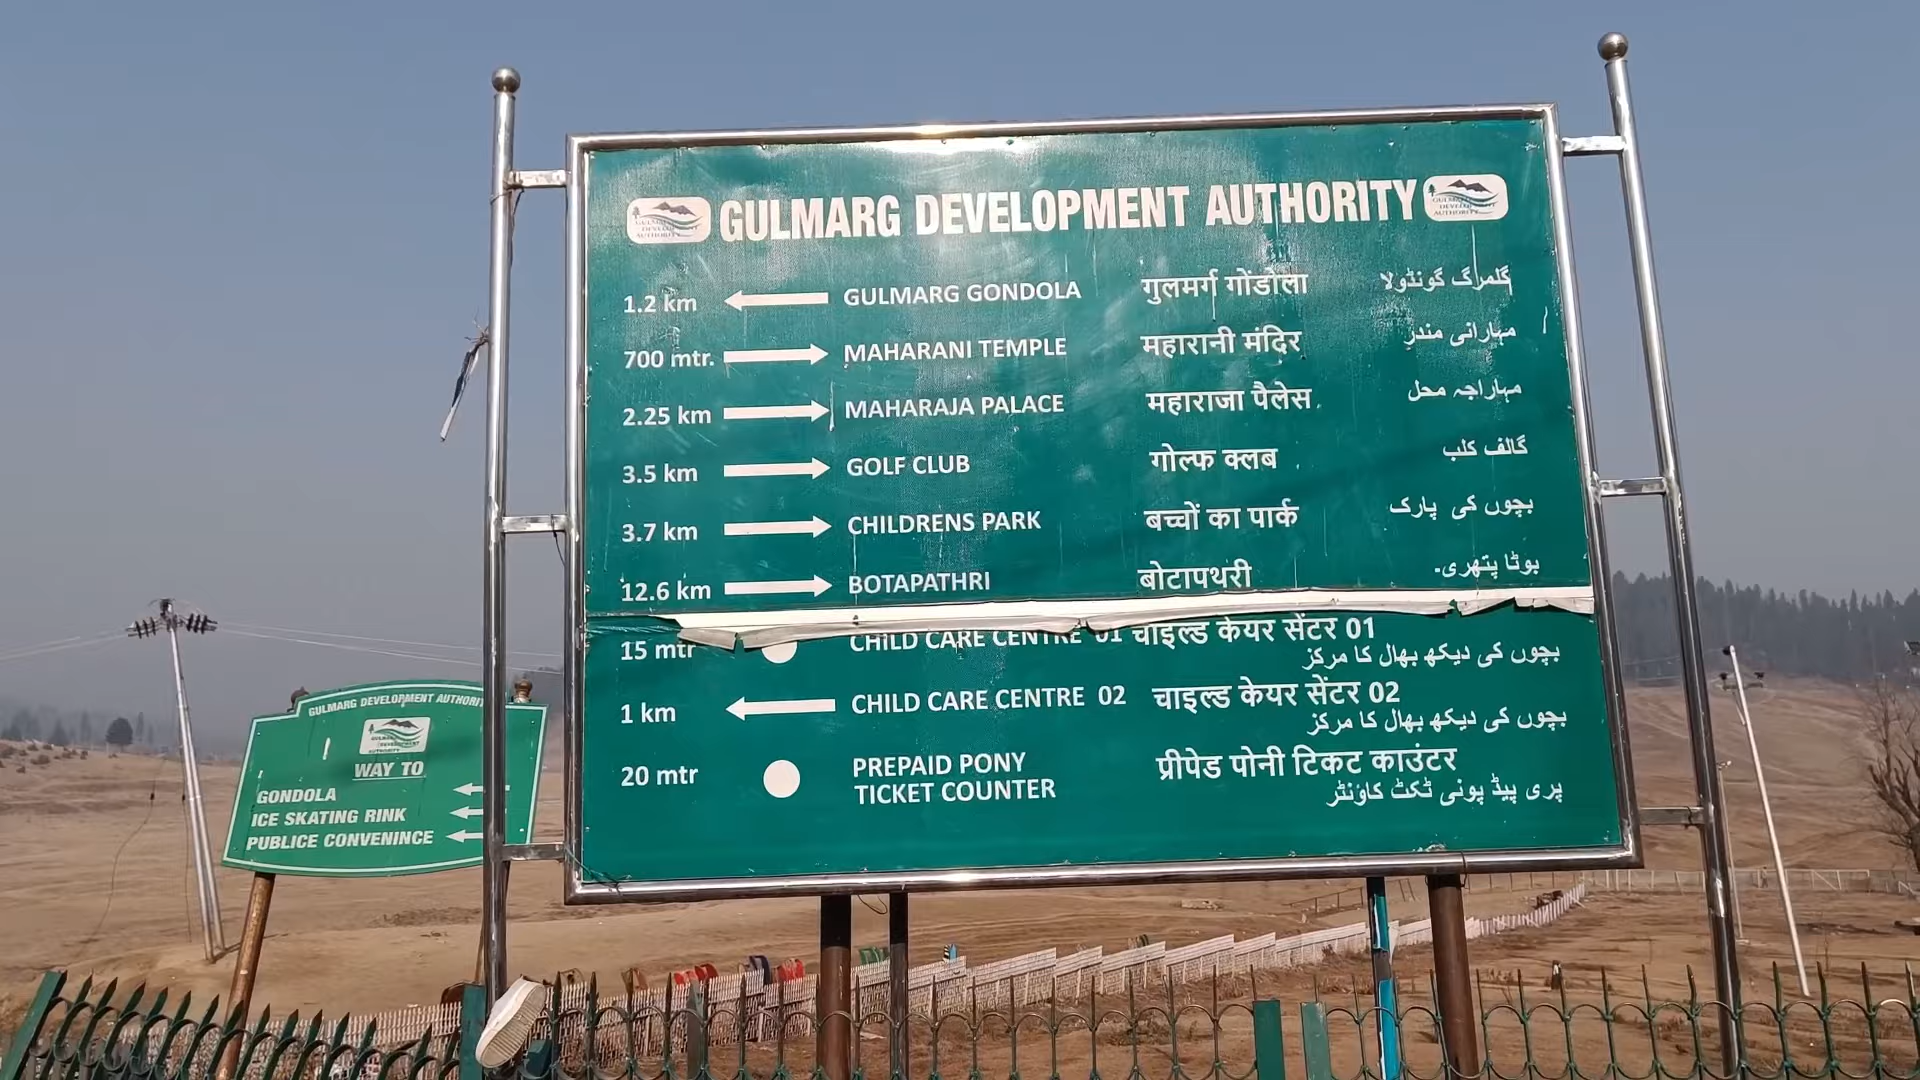 GULMARG DEVELOPMENT AUTHORITY
1.2 km GULMARG GONDOLA गुलमर्ग गोंडोला گلمرگ گونڈولا
700 mtr. MAHARANI TEMPLE महारानी मंदिर مہارانی مندر
2.25 km MAHARAJA PALACE महाराजा पैलेस مہاراجہ محل
3.5 km GOLF CLUB गोल्फ क्लब گالف کلب
3.7 km CHILDRENS PARK बच्चों का पार्क بچوں کی پارک
12.6 km BOTAPATHRI बोटापथरी بوٹا پتھری۔
15 mtr CHILD CARE CENTRE 01 चाइल्ड केयर सेंटर 01
بچوں کی دیکھ بھال کا مرکز
1 km CHILD CARE CENTRE 02 चाइल्ड केयर सेंटर 02
بچوں کی دیکھ بھال کا مرکز
20 mtr PREPAID PONY प्रीपेड पोनी टिकट काउंटर
TICKET COUNTER پری پیڈ پونی ٹکٹ کاؤنٹر
GULMARG DEVELOPMENT AUTHORIT
GULMARG DEVELOPMENT AUTHORITY
WAY TO
GONDOLA
ICE SKATING RINK
PUBLICE CONVENINCE